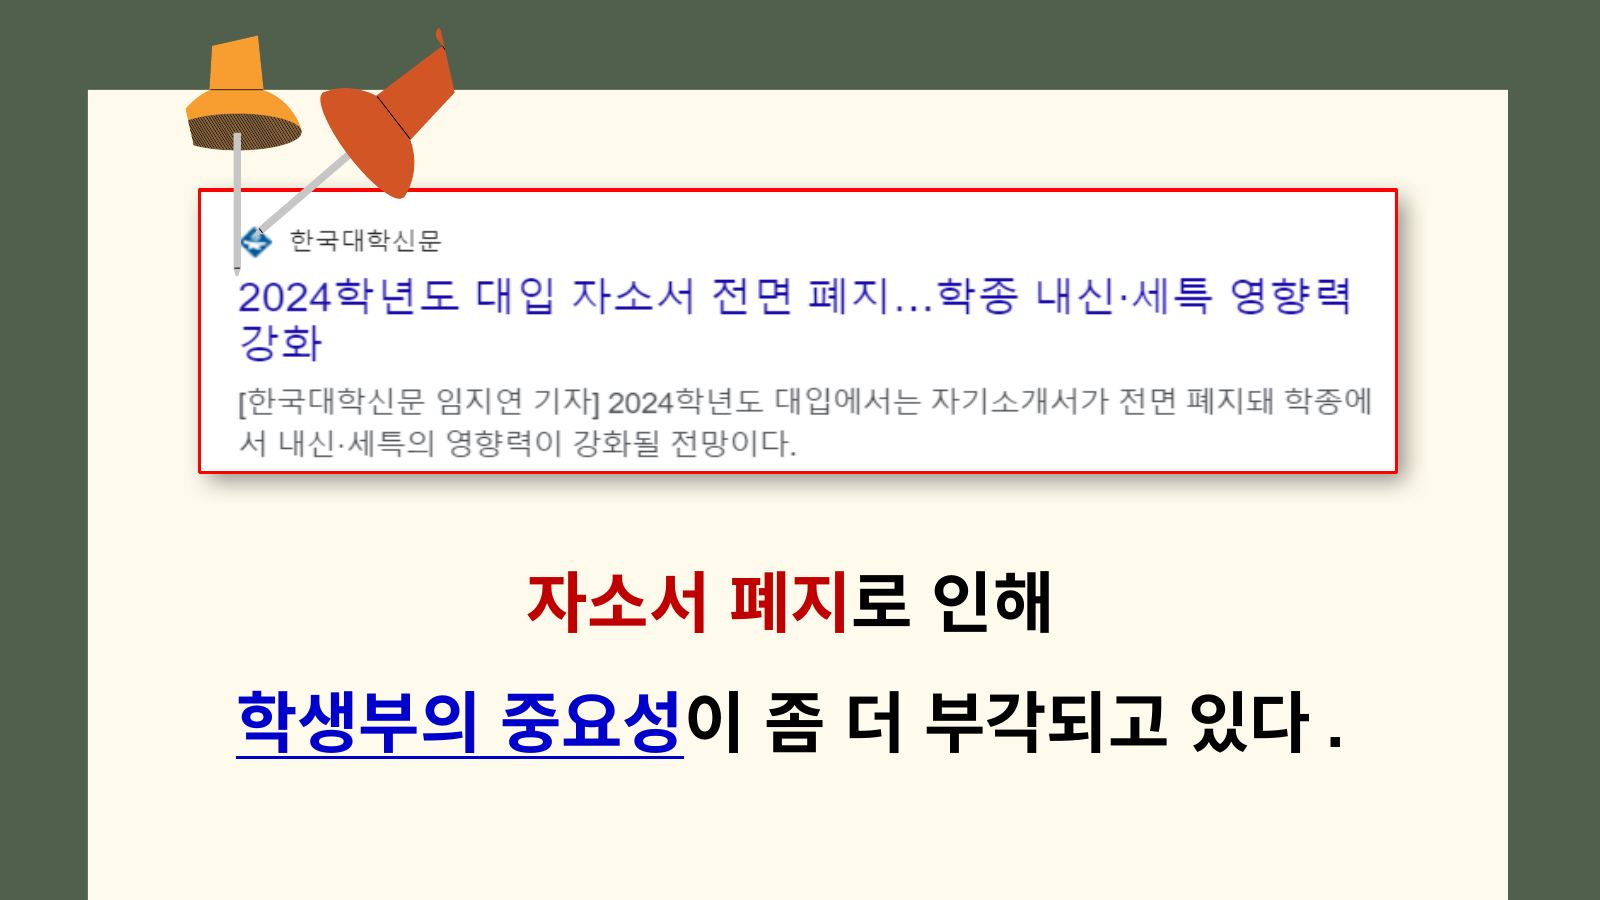 한국대학신문
2024학년도 대입 자소서 전면 폐지...학종 내신·세특 영향력
강화
[한국대학신문 임지연 기자] 2024학년도 대입에서는 자기소개서가 전면 폐지돼 학종에
서 내신·세특의 영향력이 강화될 전망이다.
자소서 폐지로 인해
학생부의 중요성이 좀 더 부각되고 있다 .